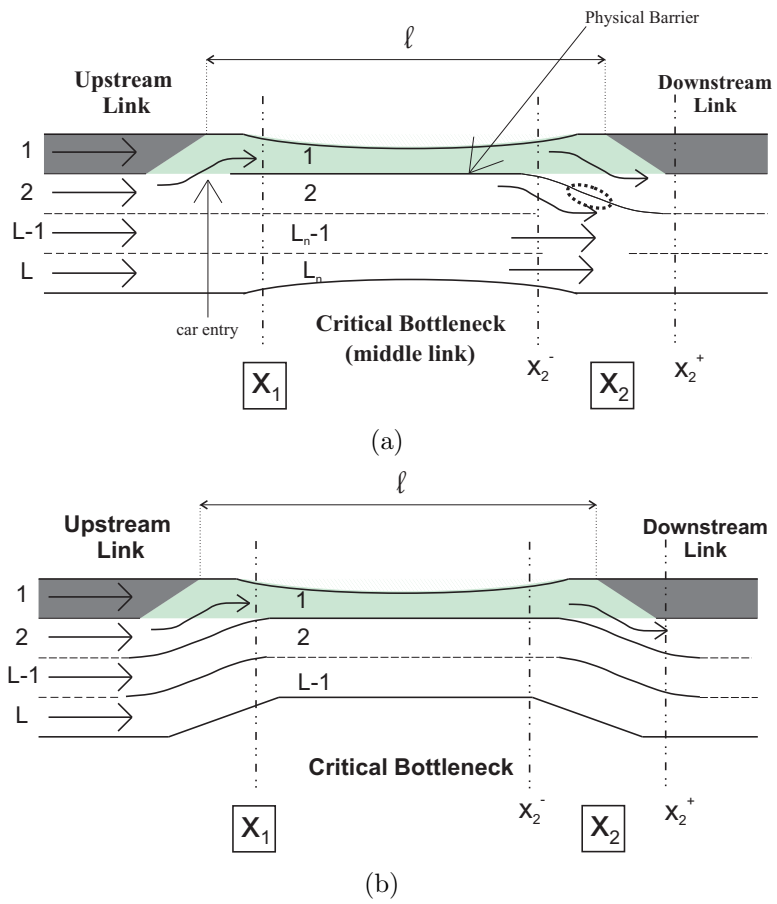 Physical Barrier
ℓ
Upstream
Link
Downstream
Link
1
1
2
2
L-1
Lₙ-1
L
Lₙ
car entry
Critical Bottleneck
(middle link)
X₁
x₂⁻
X₂
x₂⁺
(a)
ℓ
Upstream
Link
Downstream
Link
1
1
2
2
L-1
L-1
L
Critical Bottleneck
X₁
x₂⁻
X₂
x₂⁺
(b)